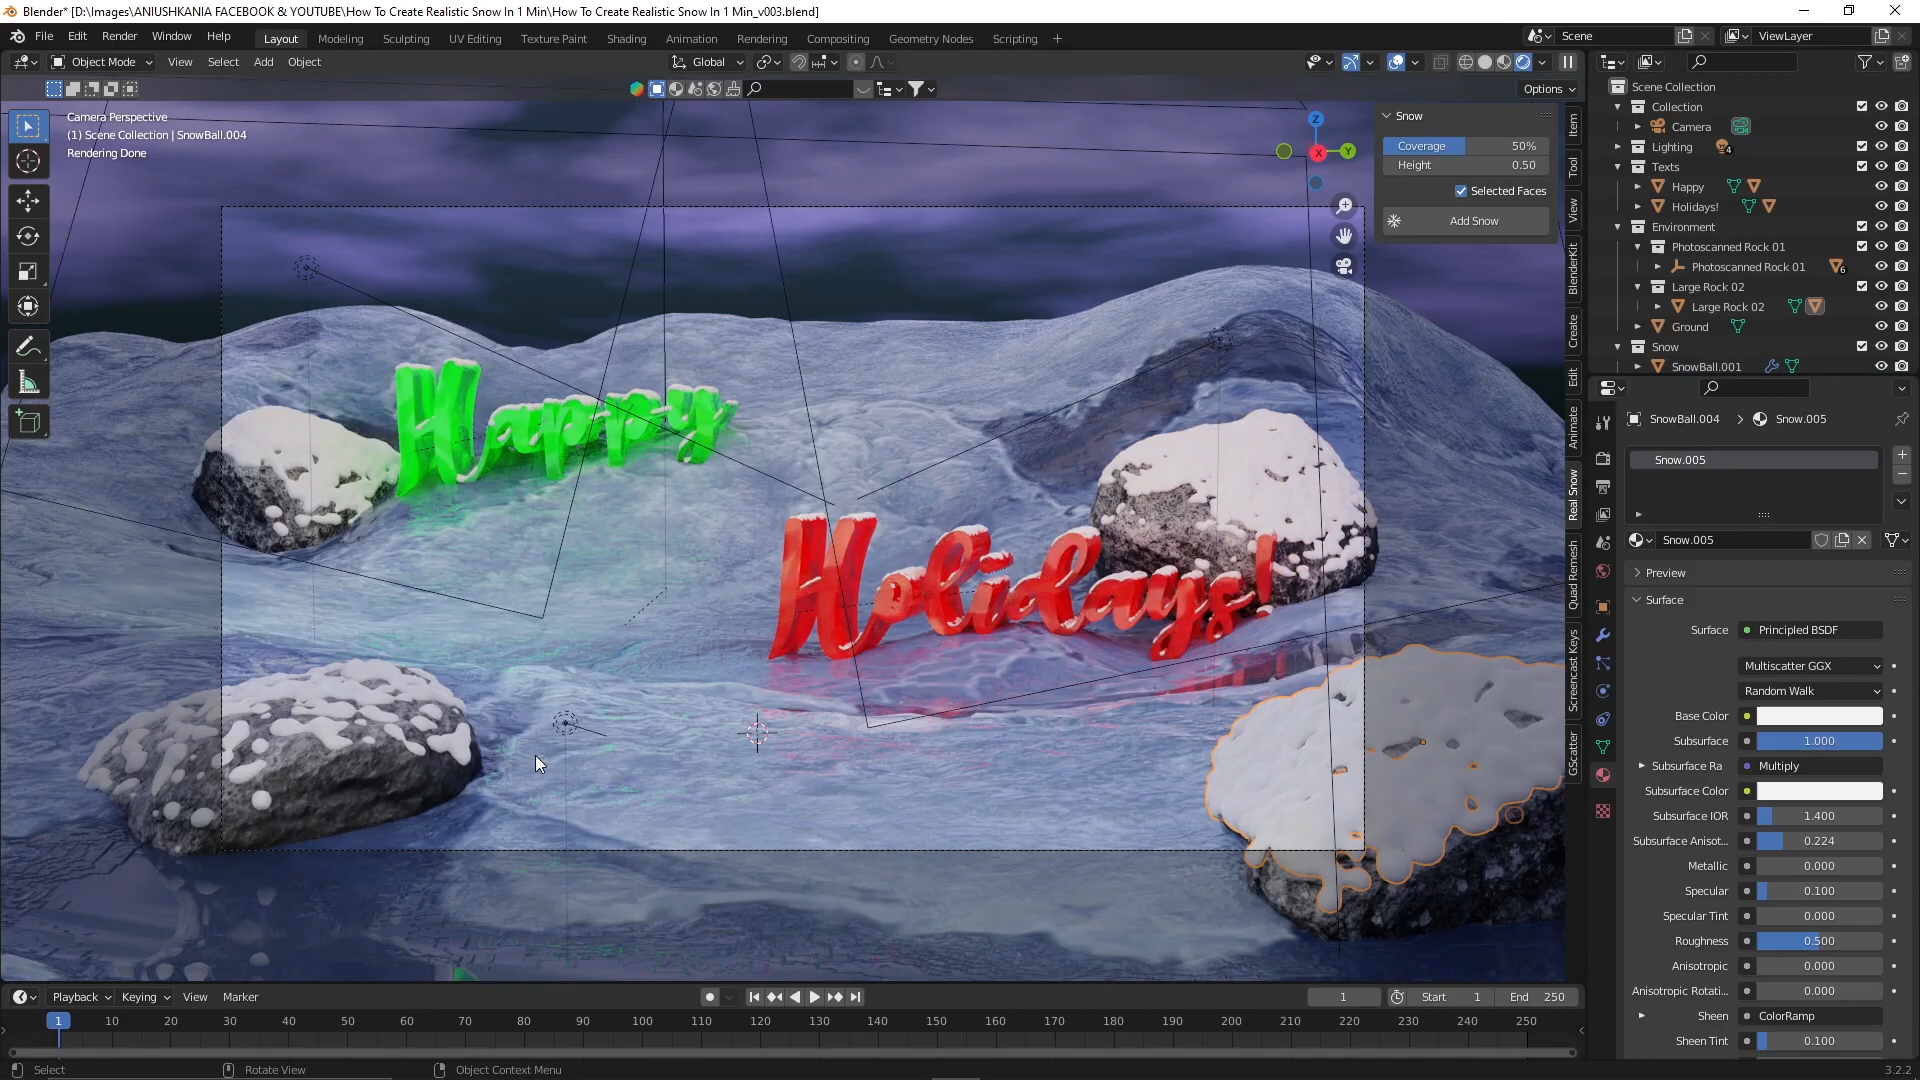 Blender* [D:\Images\ANIUSHKANIA FACEBOOK & YOUTUBE\How To Create Realistic Snow In 1 Min\How To Create Realistic Snow In 1 Min_v003.blend]
File Edit Render Window Help Layout Modeling Sculpting UV Editing Texture Paint Shading Animation Rendering Compositing Geometry Nodes Scripting + Scene ViewLayer
Object Mode View Select Add Object Global
Options
Camera Perspective
(1) Scene Collection | SnowBall.004
Rendering Done
Happy
Holidays!
Z
X
Y
Snow
Coverage 50%
Height 0.50
Selected Faces
Add Snow
Item
Tool
View
BlenderKit
Create
Edit
Animate
Real Snow
Quad Remesh
Screencast Keys
GScatter
Scene Collection
Collection
Camera
Lighting 4
Texts
Happy
Holidays!
Environment
Photoscanned Rock 01
Photoscanned Rock 01 6
Large Rock 02
Large Rock 02
Ground
Snow
SnowBall.001
SnowBall.004 Snow.005
Snow.005
Snow.005
Preview
Surface
Surface Principled BSDF
Multiscatter GGX
Random Walk
Base Color
Subsurface 1.000
Subsurface Ra Multiply
Subsurface Color
Subsurface IOR 1.400
Subsurface Anisot... 0.224
Metallic 0.000
Specular 0.100
Specular Tint 0.000
Roughness 0.500
Anisotropic 0.000
Anisotropic Rotati... 0.000
Sheen ColorRamp
Sheen Tint 0.100
Playback Keying View Marker 1 Start 1 End 250
1 10 20 30 40 50 60 70 80 90 100 110 120 130 140 150 160 170 180 190 200 210 220 230 240 250
Select Rotate View Object Context Menu 3.2.2